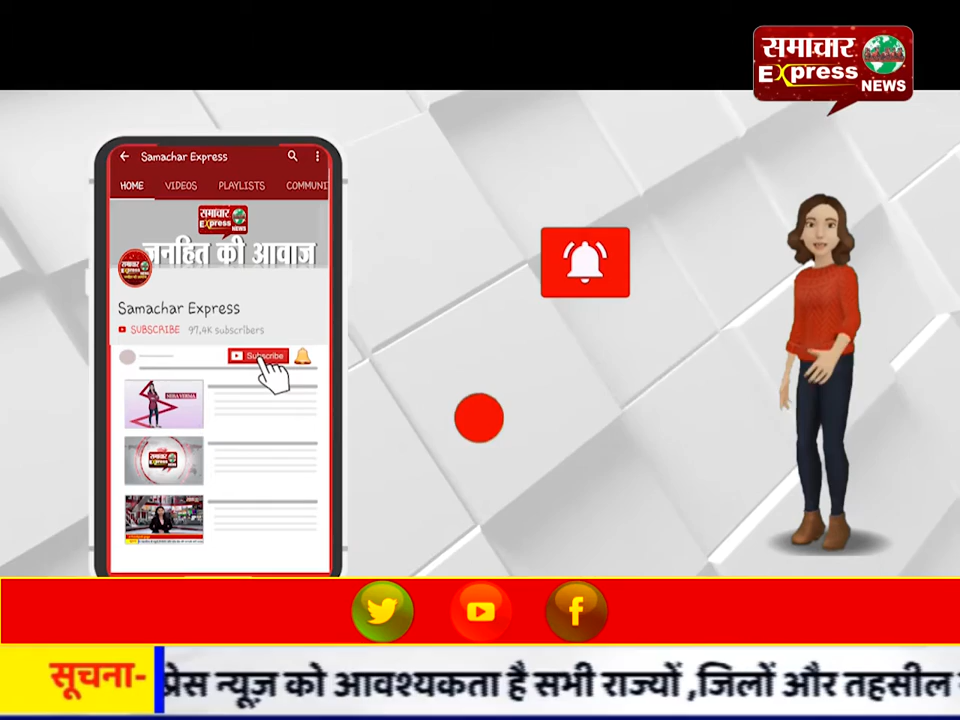 समाचार
Express
NEWS
Samachar Express
HOME VIDEOS PLAYLISTS COMMUNI
समाचार
Express
NEWS
जनहित की आवाज
Samachar Express
SUBSCRIBE 97.4K subscribers
Subscribe
सूचना- प्रेस न्यूज़ को आवश्यकता है सभी राज्यों ,जिलों और तहसील